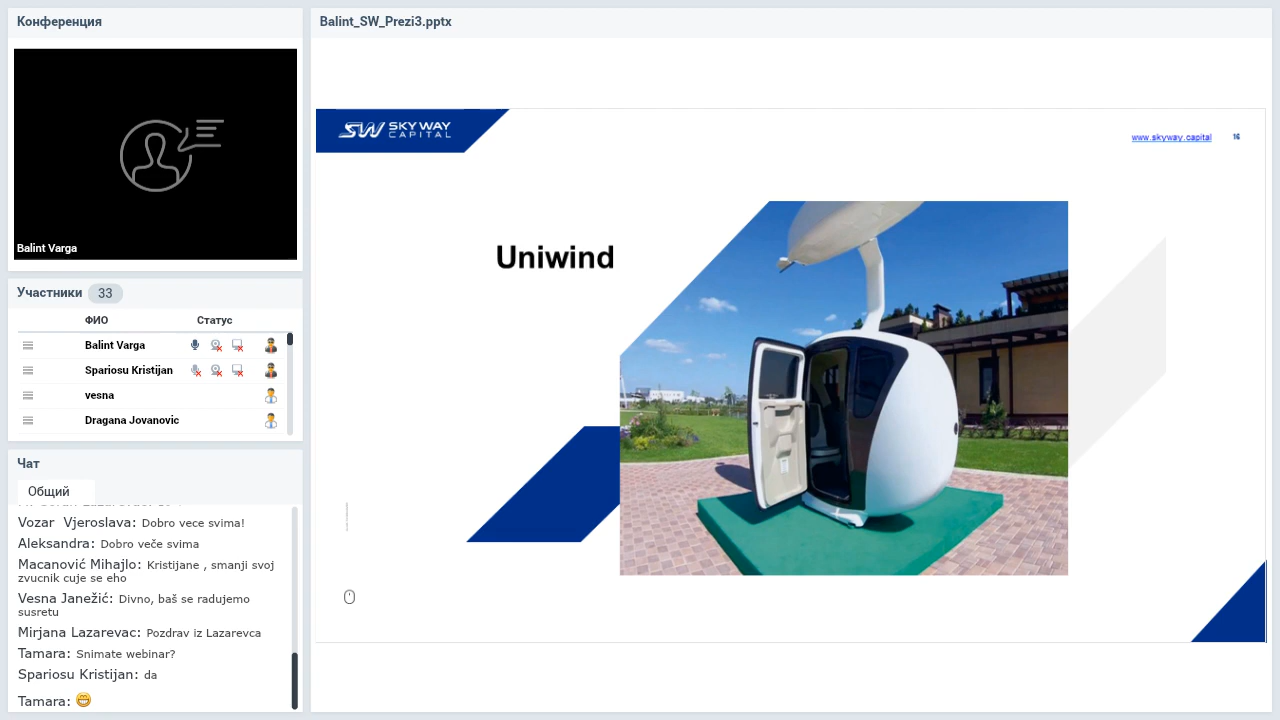 Конференция
Balint Varga
Участники 33
ФИО Статус
Balint Varga
Spariosu Kristijan
vesna
Dragana Jovanovic
Чат
Общий
Vozar Vjeroslava: Dobro vece svima!
Aleksandra: Dobro veče svima
Macanović Mihajlo: Kristijane , smanji svoj
zvucnik cuje se eho
Vesna Janežić: Divno, baš se radujemo
susretu
Mirjana Lazarevac: Pozdrav iz Lazarevca
Tamara: Snimate webinar?
Spariosu Kristijan: da
Tamara: 😁
Balint_SW_Prezi3.pptx
SW SKY WAY
CAPITAL
www.skyway.capital 16
Uniwind